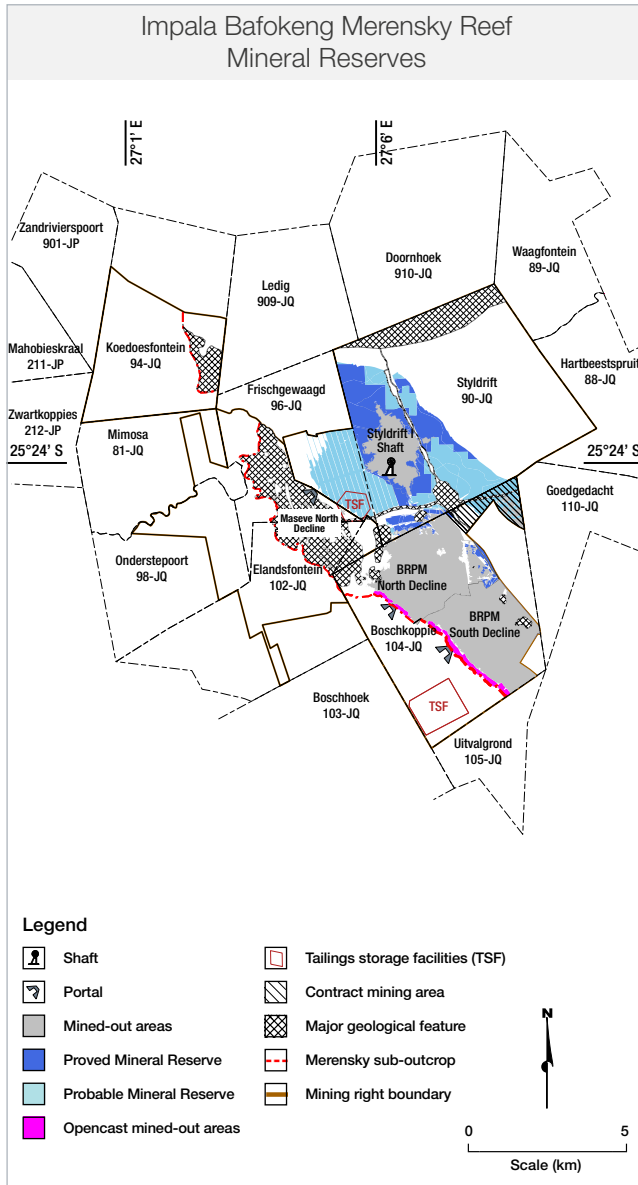 Impala Bafokeng Merensky Reef
Mineral Reserves
27°1' E
27°6' E
Zandrivierspoort
901-JP
Ledig
909-JQ
Doornhoek
910-JQ
Waagfontein
89-JQ
Mahobieskraal
211-JP
Koedoesfontein
94-JQ
Hartbeestspruit
88-JQ
Frischgewaagd
96-JQ
Styldrift
90-JQ
Zwartkoppies
212-JP
25°24' S
25°24' S
Mimosa
81-JQ
Styldrift I
Shaft
Goedgedacht
110-JQ
TSF
Maseve North
Decline
Onderstepoort
98-JQ
Elandsfontein
102-JQ
BRPM
North Decline
BRPM
South Decline
Boschkoppie
104-JQ
Boschhoek
103-JQ
TSF
Uitvalgrond
105-JQ
Legend
Shaft
Portal
Mined-out areas
Proved Mineral Reserve
Probable Mineral Reserve
Opencast mined-out areas
Tailings storage facilities (TSF)
Contract mining area
Major geological feature
Merensky sub-outcrop
Mining right boundary
N
0 5
Scale (km)